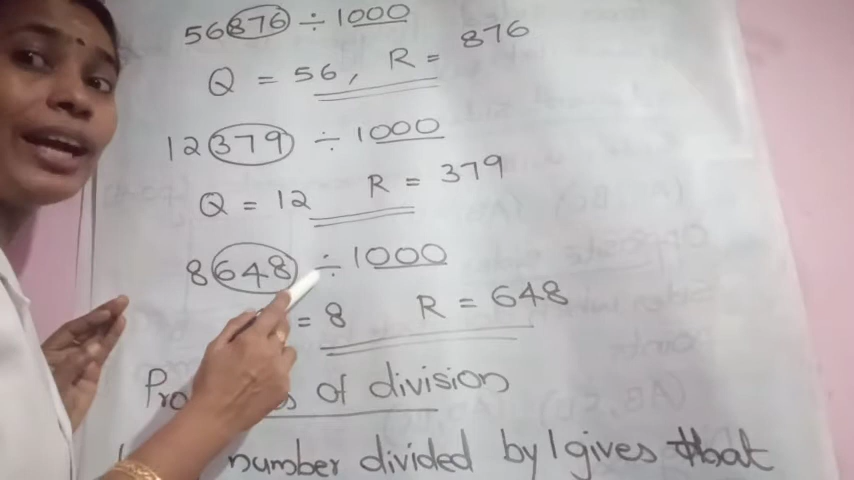 56876 ÷ 1000
Q = 56, R = 876
12379 ÷ 1000
Q = 12 R = 379
8648 ÷ 1000
= 8 R = 648
of division
number divided by 1 gives that